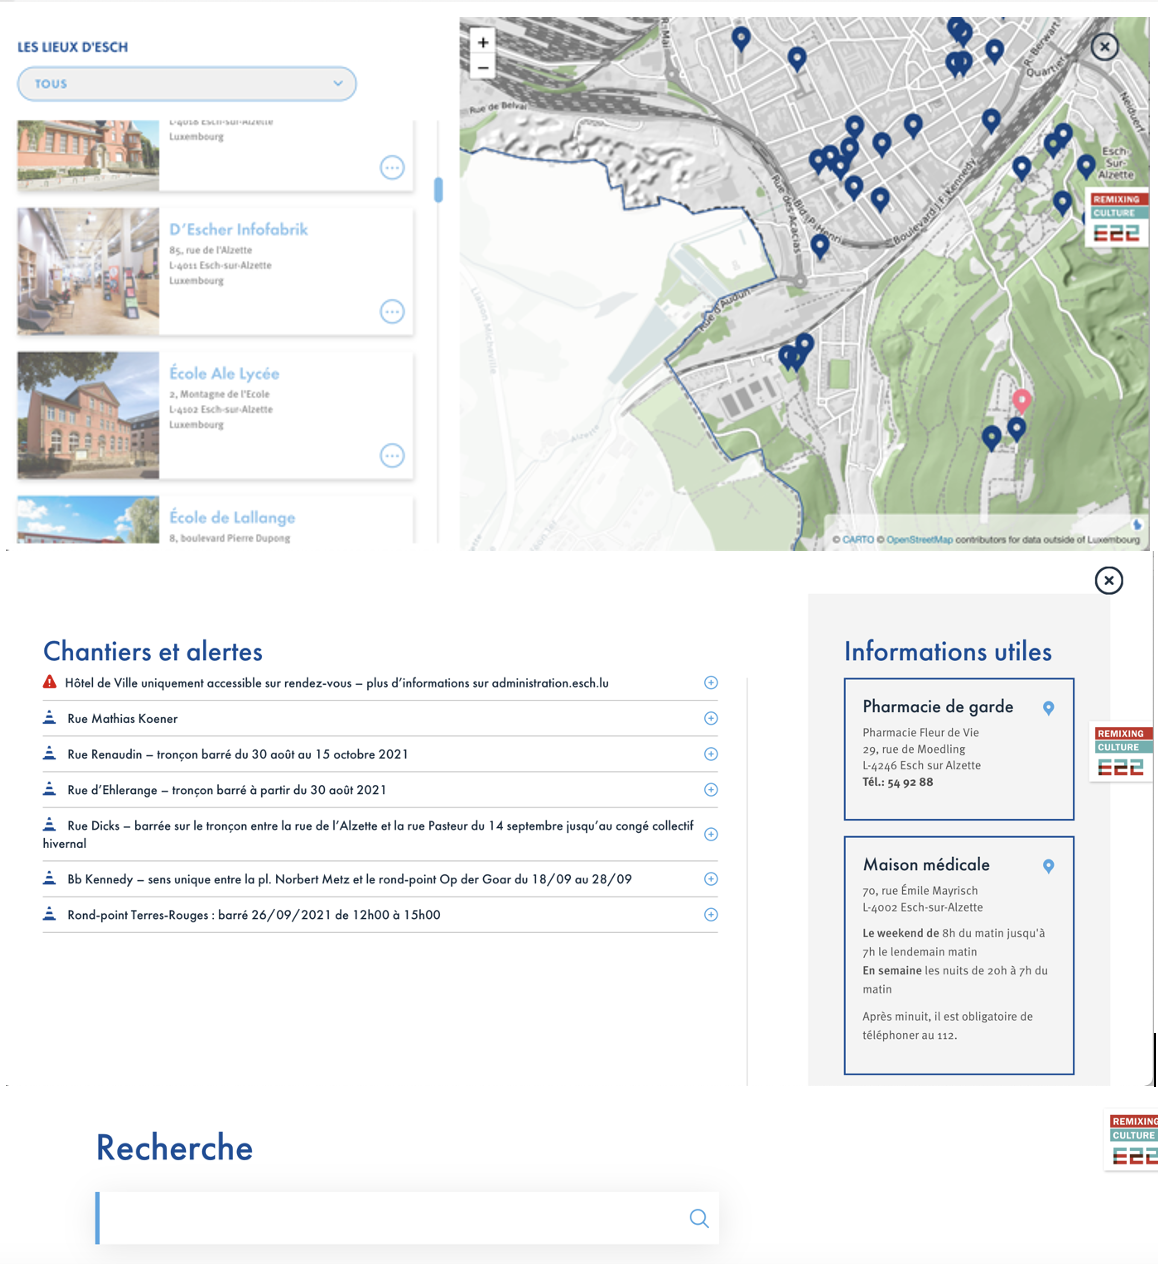 LES LIEUX D'ESCH
TOUS
L-4018 Esch-sur-Alzette
Luxembourg
D'Escher Infofabrik
85, rue de l'Alzette
L-4011 Esch-sur-Alzette
Luxembourg
École Ale Lycée
2, Montagne de l'Ecole
L-4102 Esch-sur-Alzette
Luxembourg
École de Lallange
8, boulevard Pierre Dupong
+
−
Rue de Belval
Rue des Acacias
Bld. P. Henri
Boulevard J.F. Kennedy
Rue d'Audun
Liaison Micheville
Alzette
R. Berwart
Quartier
Neiduerf
Esch-
Sur-
Alzette
REMIXING
CULTURE
E22
© CARTO © OpenStreetMap contributors for data outside of Luxembourg
Chantiers et alertes
Hôtel de Ville uniquement accessible sur rendez-vous – plus d'informations sur administration.esch.lu
Rue Mathias Koener
Rue Renaudin – tronçon barré du 30 août au 15 octobre 2021
Rue d'Ehlerange – tronçon barré à partir du 30 août 2021
Rue Dicks – barrée sur le tronçon entre la rue de l'Alzette et la rue Pasteur du 14 septembre jusqu'au congé collectif
hivernal
Bb Kennedy – sens unique entre la pl. Norbert Metz et le rond-point Op der Goar du 18/09 au 28/09
Rond-point Terres-Rouges : barré 26/09/2021 de 12h00 à 15h00
Informations utiles
Pharmacie de garde
Pharmacie Fleur de Vie
29, rue de Moedling
L-4246 Esch sur Alzette
Tél.: 54 92 88
Maison médicale
70, rue Émile Mayrisch
L-4002 Esch-sur-Alzette
Le weekend de 8h du matin jusqu'à
7h le lendemain matin
En semaine les nuits de 20h à 7h du
matin
Après minuit, il est obligatoire de
téléphoner au 112.
REMIXING
CULTURE
E22
Recherche
REMIXING
CULTURE
E22